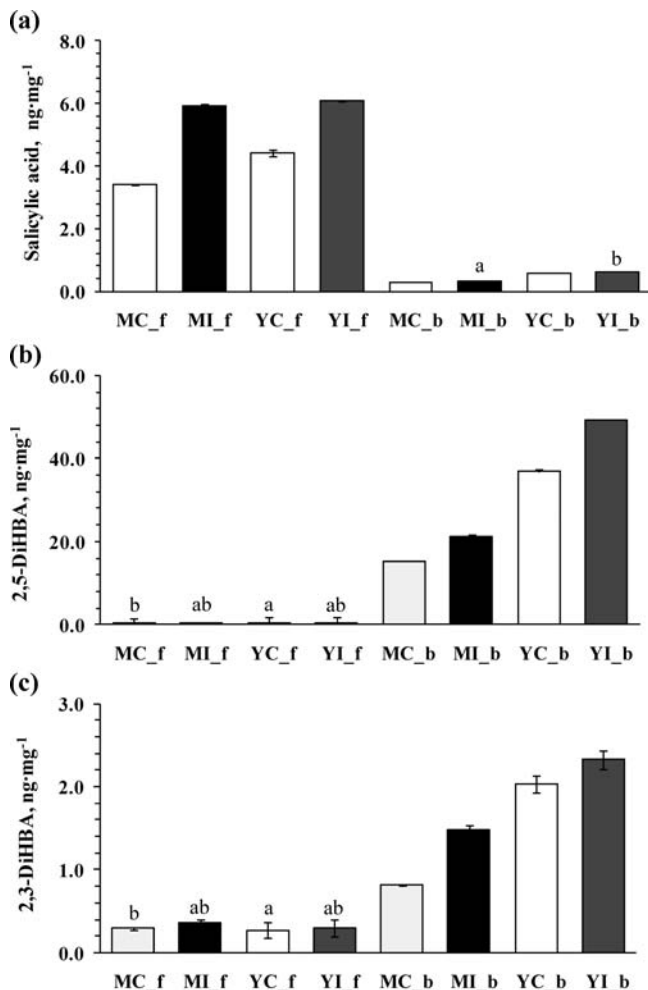 (a)
Salicylic acid, ng·mg⁻¹
8.0
6.0
4.0
2.0
0.0
a
b
MC_f MI_f YC_f YI_f MC_b MI_b YC_b YI_b
(b)
2,5-DiHBA, ng·mg⁻¹
60.0
40.0
20.0
0.0
b ab a ab
MC_f MI_f YC_f YI_f MC_b MI_b YC_b YI_b
(c)
2,3-DiHBA, ng·mg⁻¹
3.0
2.0
1.0
0.0
b ab a ab
MC_f MI_f YC_f YI_f MC_b MI_b YC_b YI_b